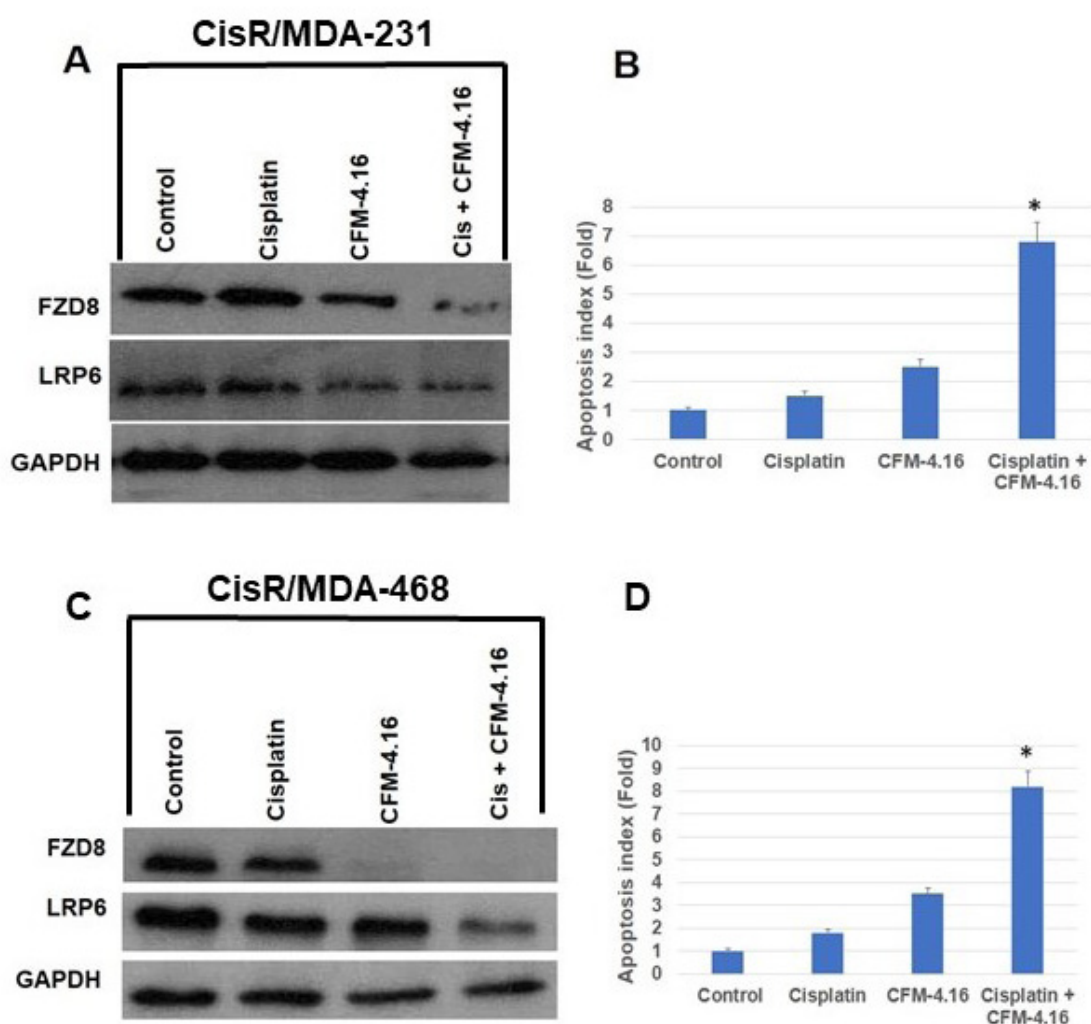 A
CisR/MDA-231
Control
Cisplatin
CFM-4.16
Cis + CFM-4.16
FZD8
LRP6
GAPDH
B
Apoptosis index (Fold)
8
7
6
5
4
3
2
1
0
*
Control
Cisplatin
CFM-4.16
Cisplatin +
CFM-4.16
C
CisR/MDA-468
Control
Cisplatin
CFM-4.16
Cis + CFM-4.16
FZD8
LRP6
GAPDH
D
Apoptosis index (Fold)
10
9
8
7
6
5
4
3
2
1
0
*
Control
Cisplatin
CFM-4.16
Cisplatin +
CFM-4.16